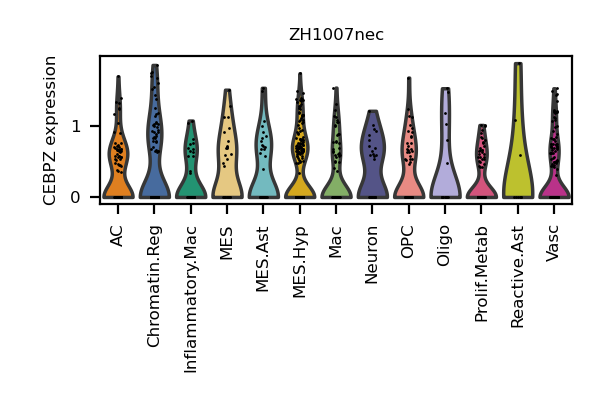 ZH1007nec
CEBPZ expression
1
0
AC
Chromatin.Reg
Inflammatory.Mac
MES
MES.Ast
MES.Hyp
Mac
Neuron
OPC
Oligo
Prolif.Metab
Reactive.Ast
Vasc